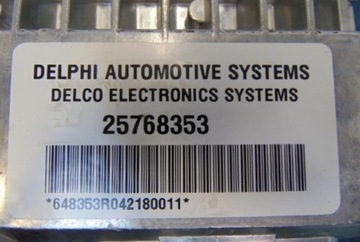 DELPHI AUTOMOTIVE SYSTEMS
DELCO ELECTRONICS SYSTEMS
25768353
*648353R042180011*